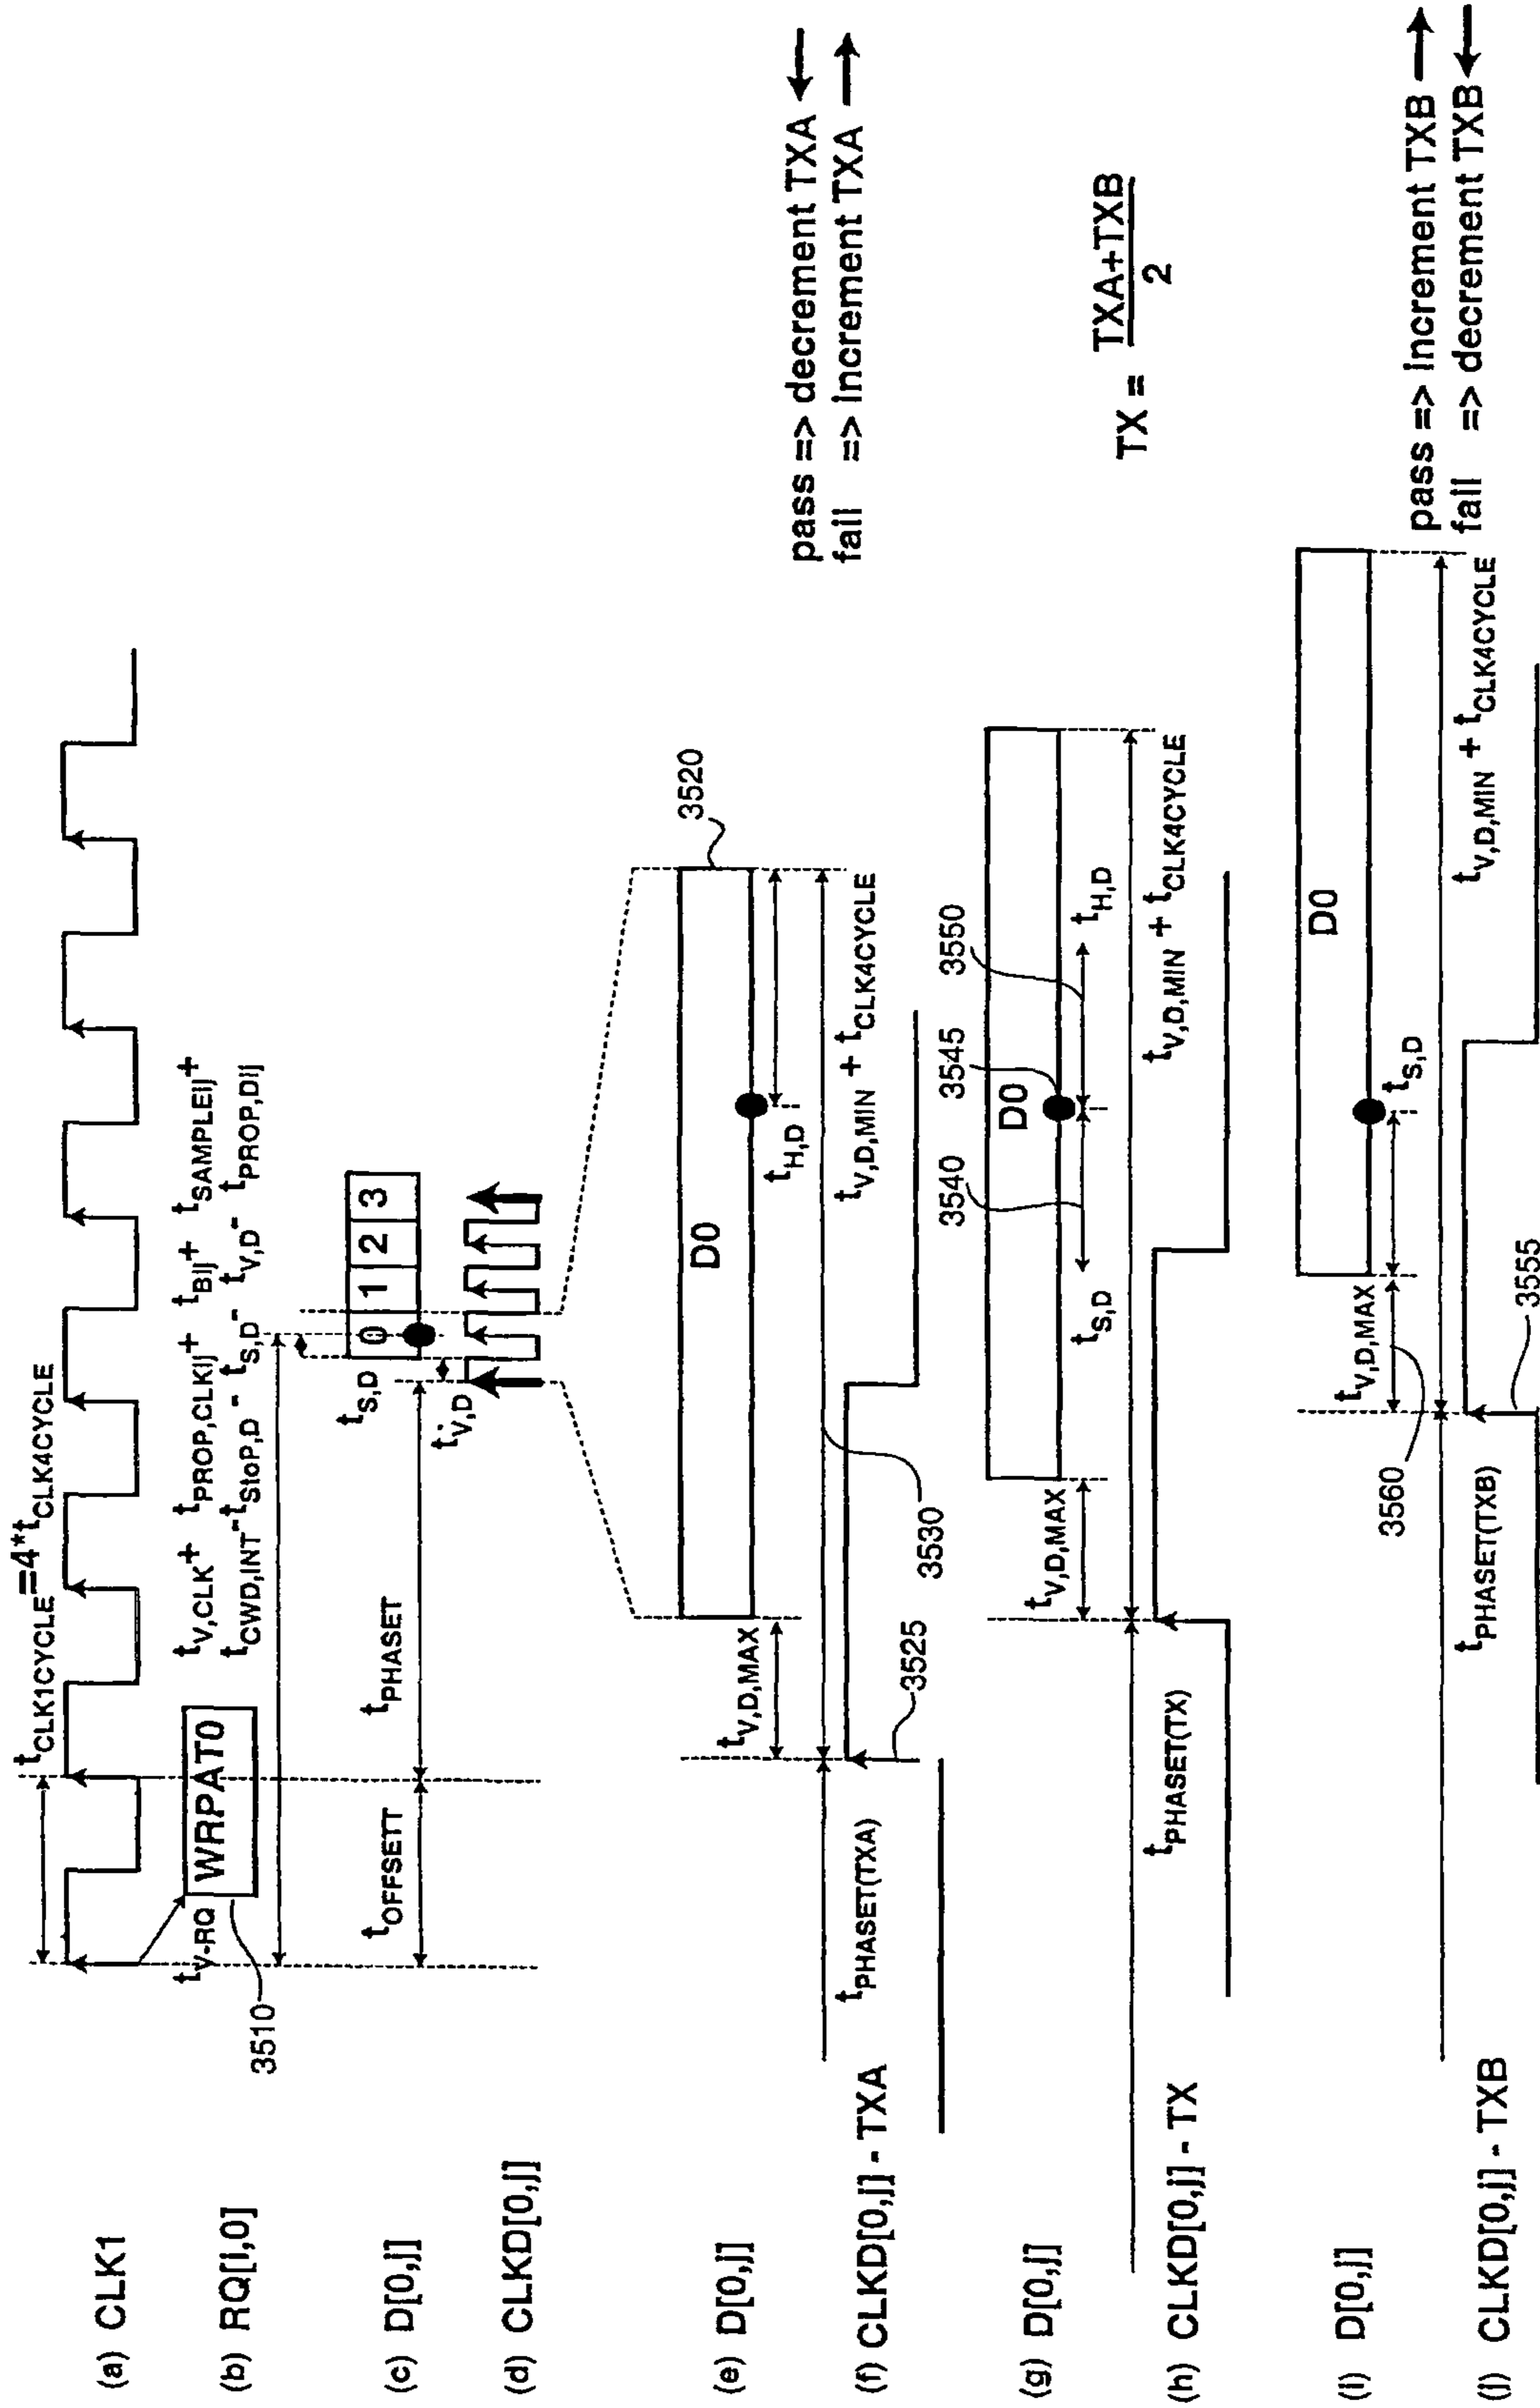 (a) CLK1
tCLK1CYCLE=4*tCLK4CYCLE
(b) RQ[i,0]
tV-RQ
WRPAT0
3510
tV,CLK+ tPROP,CLKij+ tBij+ tSAMPLEij+
tCWD,INT-tStoP,D- tS,D- tV,D- tPROP,Dij
(c) D[0,j]
tOFFSETT
tPHASET
tS,D
0 1 2 3
(d) CLKD[0,j]
tV,D
(e) D[0,j]
tV,D,MAX
D0
3520
tH,D
pass => decrement TXA
fail => increment TXA
(f) CLKD[0,j] - TXA
tPHASET(TXA)
3525
3530
tV,D,MIN + tCLK4CYCLE
(g) D[0,j]
tV,D,MAX
D0
3540
3545
3550
tS,D
tH,D
TX = TXA+TXB
2
(h) CLKD[0,j] - TX
tPHASET(TX)
tV,D,MIN + tCLK4CYCLE
(i) D[0,j]
tV,D,MAX
D0
tS,D
3560
pass => increment TXB
fail => decrement TXB
(j) CLKD[0,j] - TXB
tPHASET(TXB)
3555
tV,D,MIN + tCLK4CYCLE